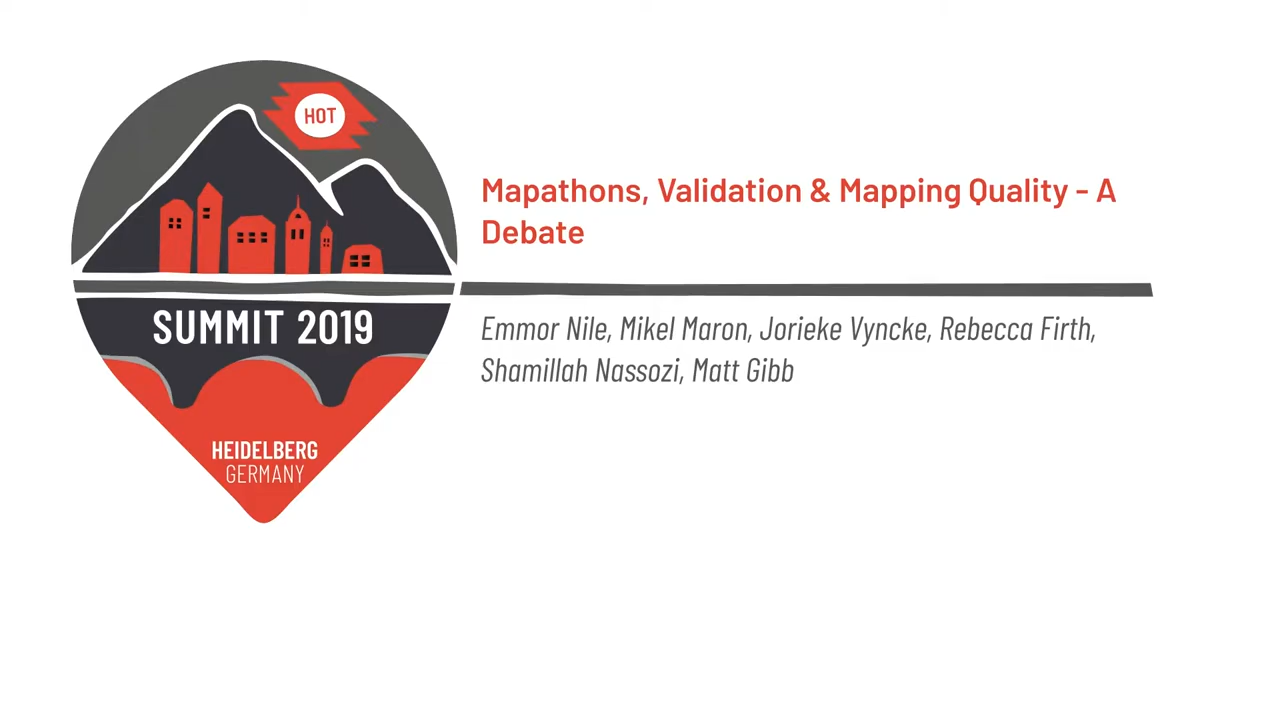 HOT
SUMMIT 2019
HEIDELBERG
GERMANY
Mapathons, Validation & Mapping Quality - A
Debate
Emmor Nile, Mikel Maron, Jorieke Vyncke, Rebecca Firth,
Shamillah Nassozi, Matt Gibb